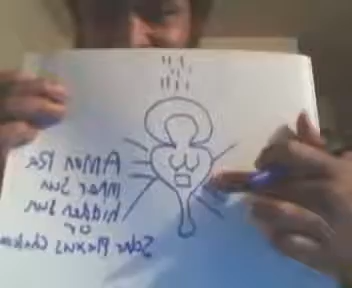 Amon Ra
inner Sun
hidden Sun
or
Solar Plexus Chakra